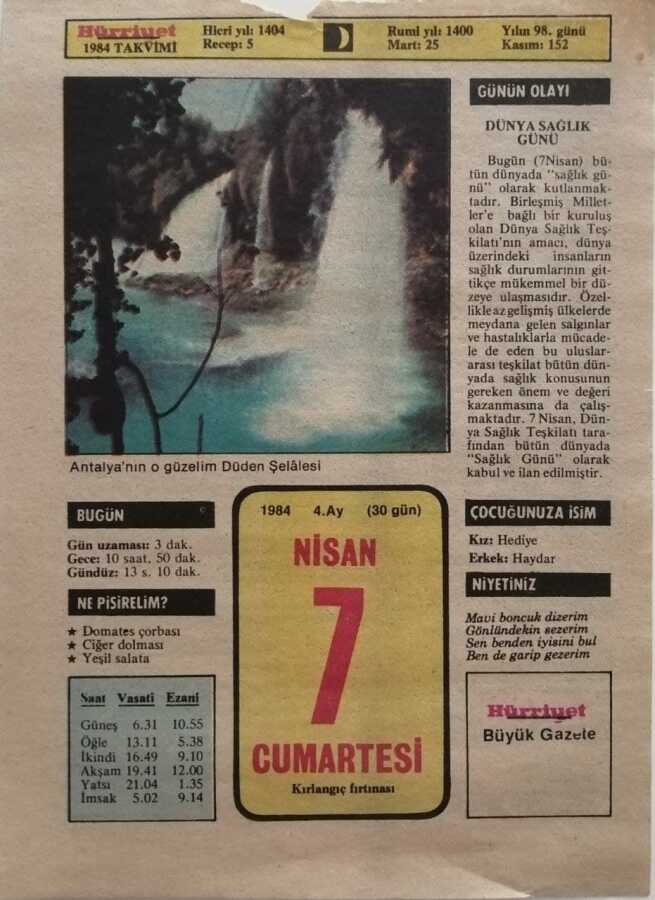 Hürriyet
1984 TAKVİMİ
Hicri yıl: 1404
Recep: 5
Rumi yıl: 1400
Mart: 25
Yılın 98. günü
Kasım: 152
GÜNÜN OLAYI
DÜNYA SAĞLIK
GÜNÜ
Bugün (7Nisan) bü-
tün dünyada "sağlık gü-
nü" olarak kutlanmak-
tadır. Birleşmiş Millet-
ler'e bağlı bir kuruluş
olan Dünya Sağlık Teş-
kilatı'nın amacı, dünya
üzerindeki insanların
sağlık durumlarının git-
tikçe mükemmel bir dü-
zeye ulaşmasıdır. Özel-
likle az gelişmiş ülkelerde
meydana gelen salgınlar
ve hastalıklarla mücade-
le de eden bu uluslar-
arası teşkilat bütün dün-
yada sağlık konusunun
gereken önem ve değeri
kazanmasına da çalış-
maktadır. 7 Nisan, Dün-
ya Sağlık Teşkilatı tara-
fından bütün dünyada
"Sağlık Günü" olarak
kabul ve ilan edilmiştir.
Antalya'nın o güzelim Düden Şelâlesi
BUGÜN
Gün uzaması: 3 dak.
Gece: 10 saat, 50 dak.
Gündüz: 13 s. 10 dak.
NE PİŞİRELİM?
★ Domates çorbası
★ Ciğer dolması
★ Yeşil salata
Saat Vasati Ezani
Güneş 6.31 10.55
Öğle 13.11 5.38
İkindi 16.49 9.10
Akşam 19.41 12.00
Yatsı 21.04 1.35
İmsak 5.02 9.14
1984 4.Ay (30 gün)
NİSAN
7
CUMARTESİ
Kırlangıç fırtınası
ÇOCUĞUNUZA İSİM
Kız: Hediye
Erkek: Haydar
NİYETİNİZ
Mavi boncuk dizerim
Gönlündekin sezerim
Sen benden iyisini bul
Ben de garip gezerim
Hürriyet
Büyük Gazete